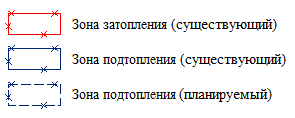 Зона затопления (существующий)
Зона подтопления (существующий)
Зона подтопления (планируемый)